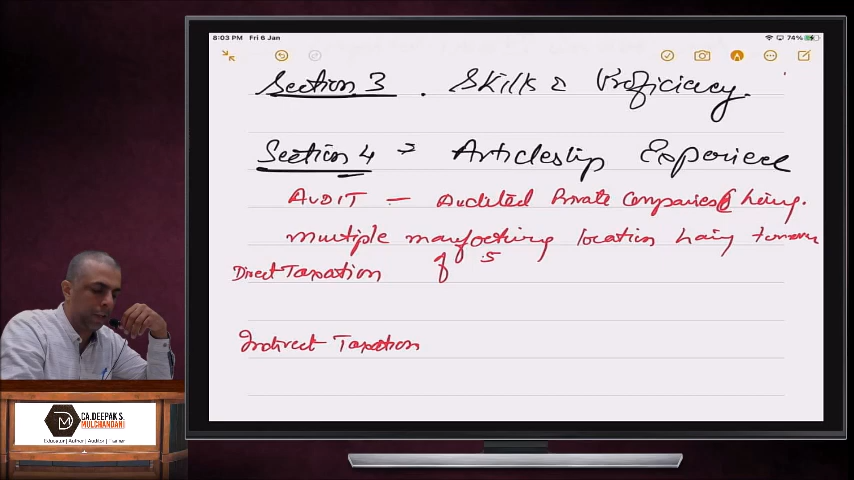 8:03 PM Fri 6 Jan
74%
Section 3 . Skills & Proficiency.
Section 4 → Articleship Experience
AUDIT — Audited Private Companies having.
Multiple manufacturing location having turnover
Direct Taxation of 5
Indirect Taxation
CA.DEEPAK S.
MULCHANDANI
Educator | Author | Auditor | Trainer
DM